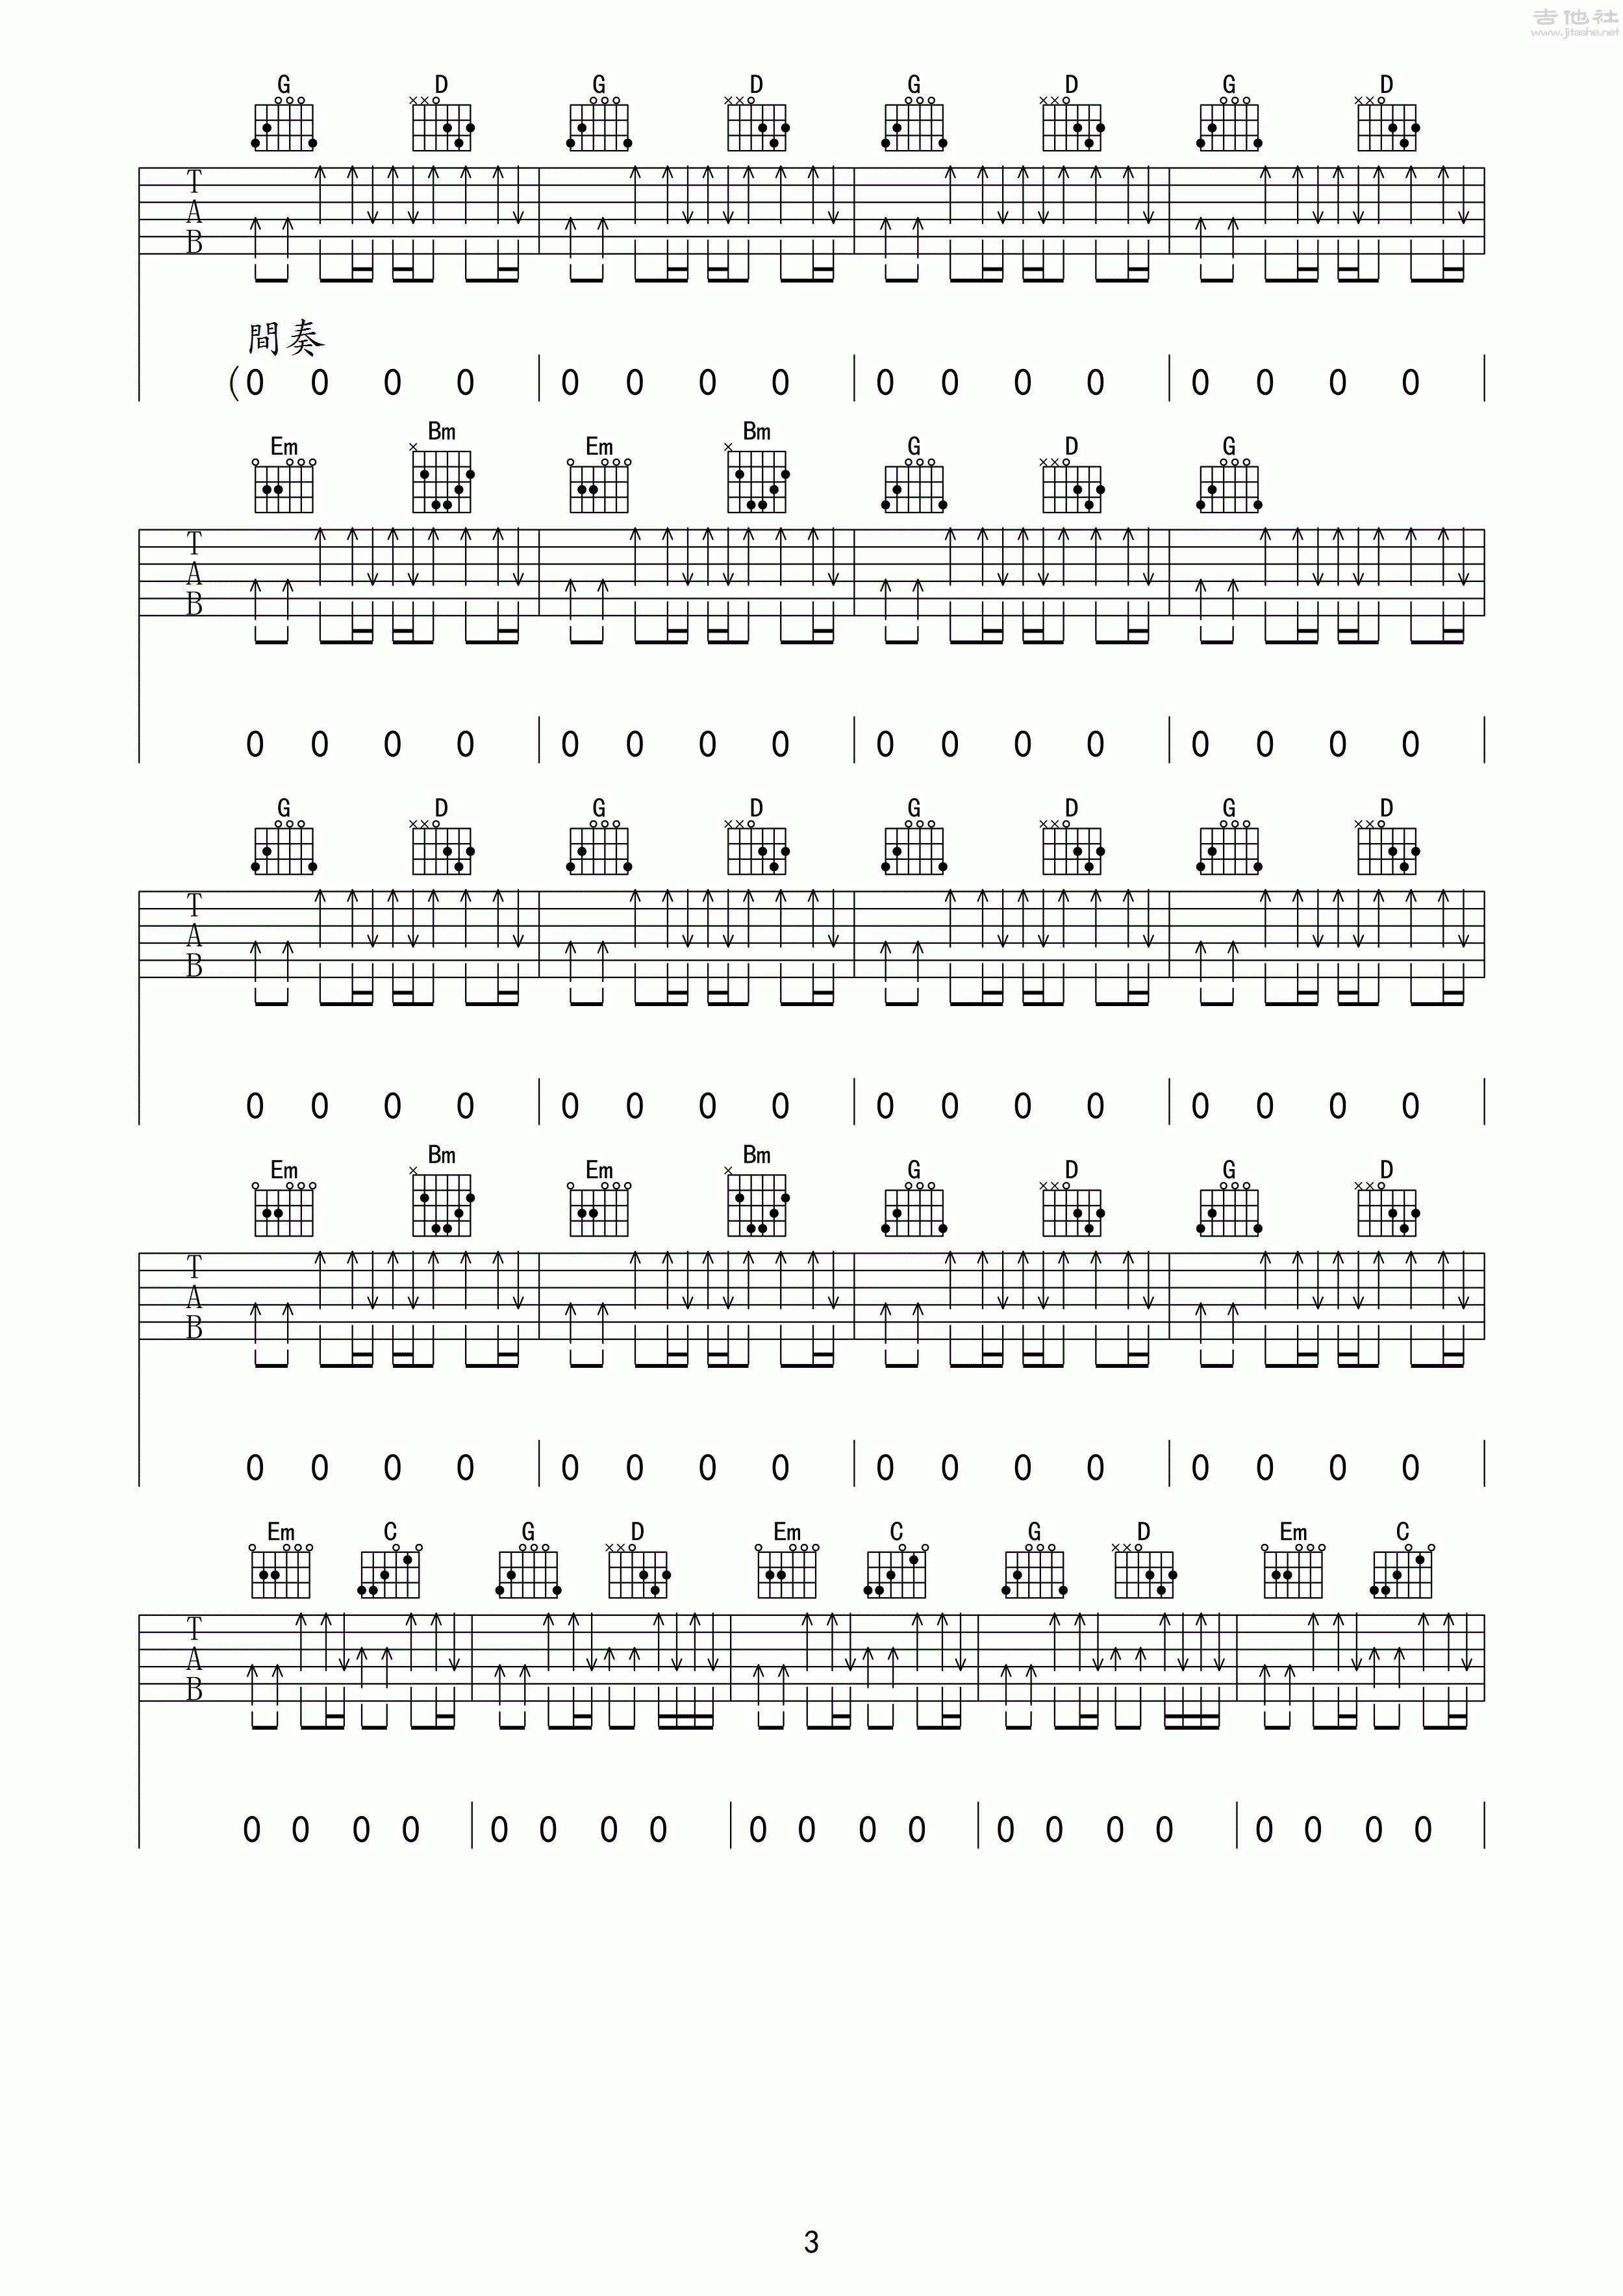 吉他社
www.jitashe.net
G D G D G D G D
T
A
B
間奏
(0 0 0 0 | 0 0 0 0 | 0 0 0 0 | 0 0 0 0 |
Em Bm Em Bm G D G
T
A
B
0 0 0 0 | 0 0 0 0 | 0 0 0 0 | 0 0 0 0 |
G D G D G D G D
T
A
B
0 0 0 0 | 0 0 0 0 | 0 0 0 0 | 0 0 0 0 |
Em Bm Em Bm G D G D
T
A
B
0 0 0 0 | 0 0 0 0 | 0 0 0 0 | 0 0 0 0 |
Em C G D Em C G D Em C
T
A
B
0 0 0 0 | 0 0 0 0 | 0 0 0 0 | 0 0 0 0 | 0 0 0 0 |
3